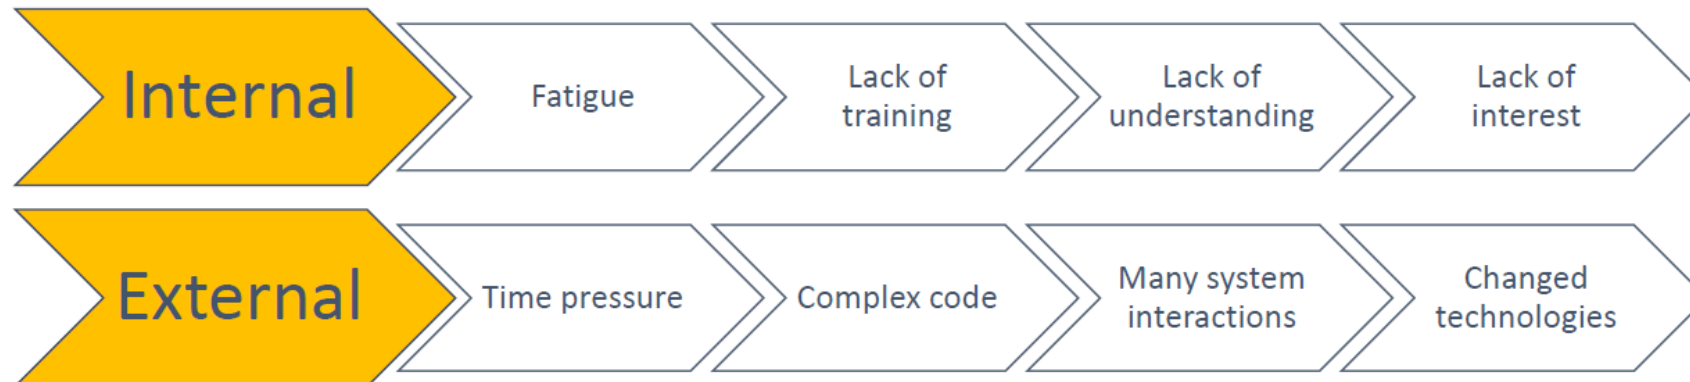 Internal
Fatigue
Lack of
training
Lack of
understanding
Lack of
interest
External
Time pressure
Complex code
Many system
interactions
Changed
technologies